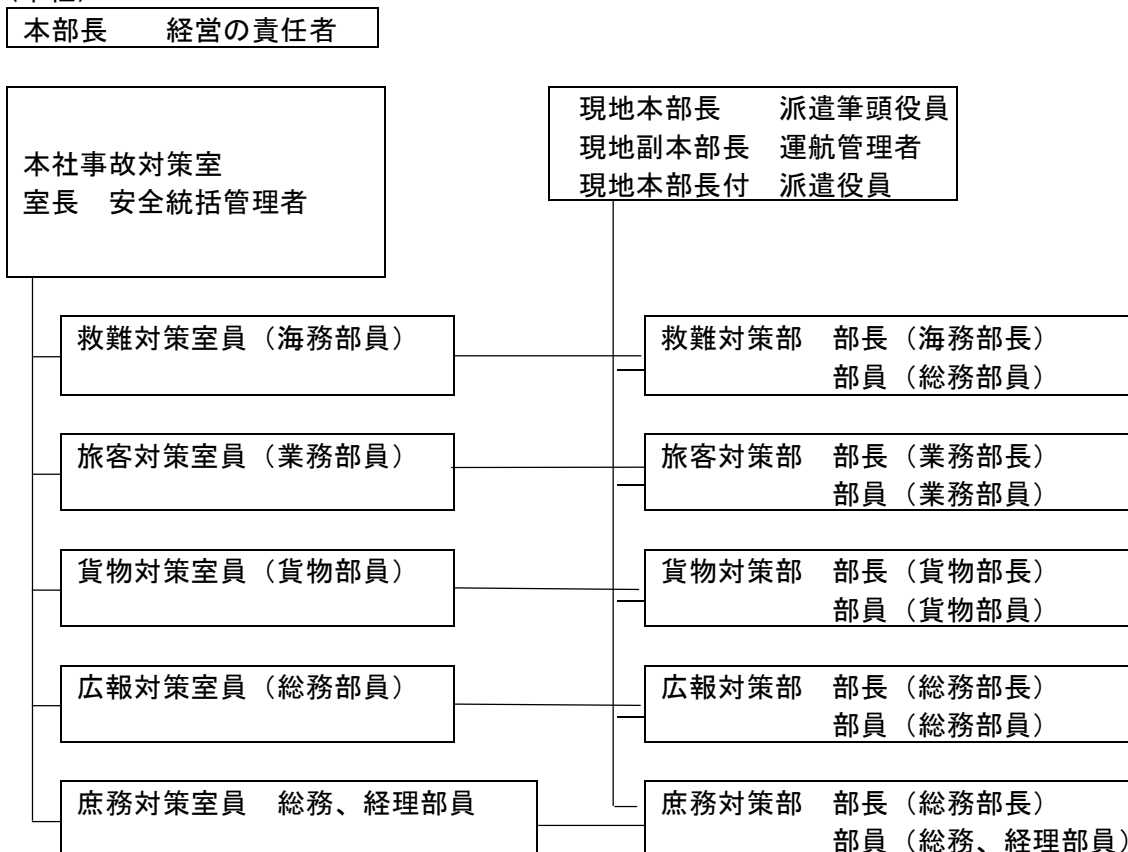 本部長　　経営の責任者
本社事故対策室
室長　安全統括管理者
現地本部長　　派遣筆頭役員
現地副本部長　運航管理者
現地本部長付　派遣役員
救難対策室員（海務部員）
救難対策部　部長（海務部長）
部員（総務部員）
旅客対策室員（業務部員）
旅客対策部　部長（業務部長）
部員（業務部員）
貨物対策室員（貨物部員）
貨物対策部　部長（貨物部長）
部員（貨物部員）
広報対策室員（総務部員）
広報対策部　部長（総務部長）
部員（総務部員）
庶務対策室員　総務、経理部員
庶務対策部　部長（総務部長）
部員（総務、経理部員）